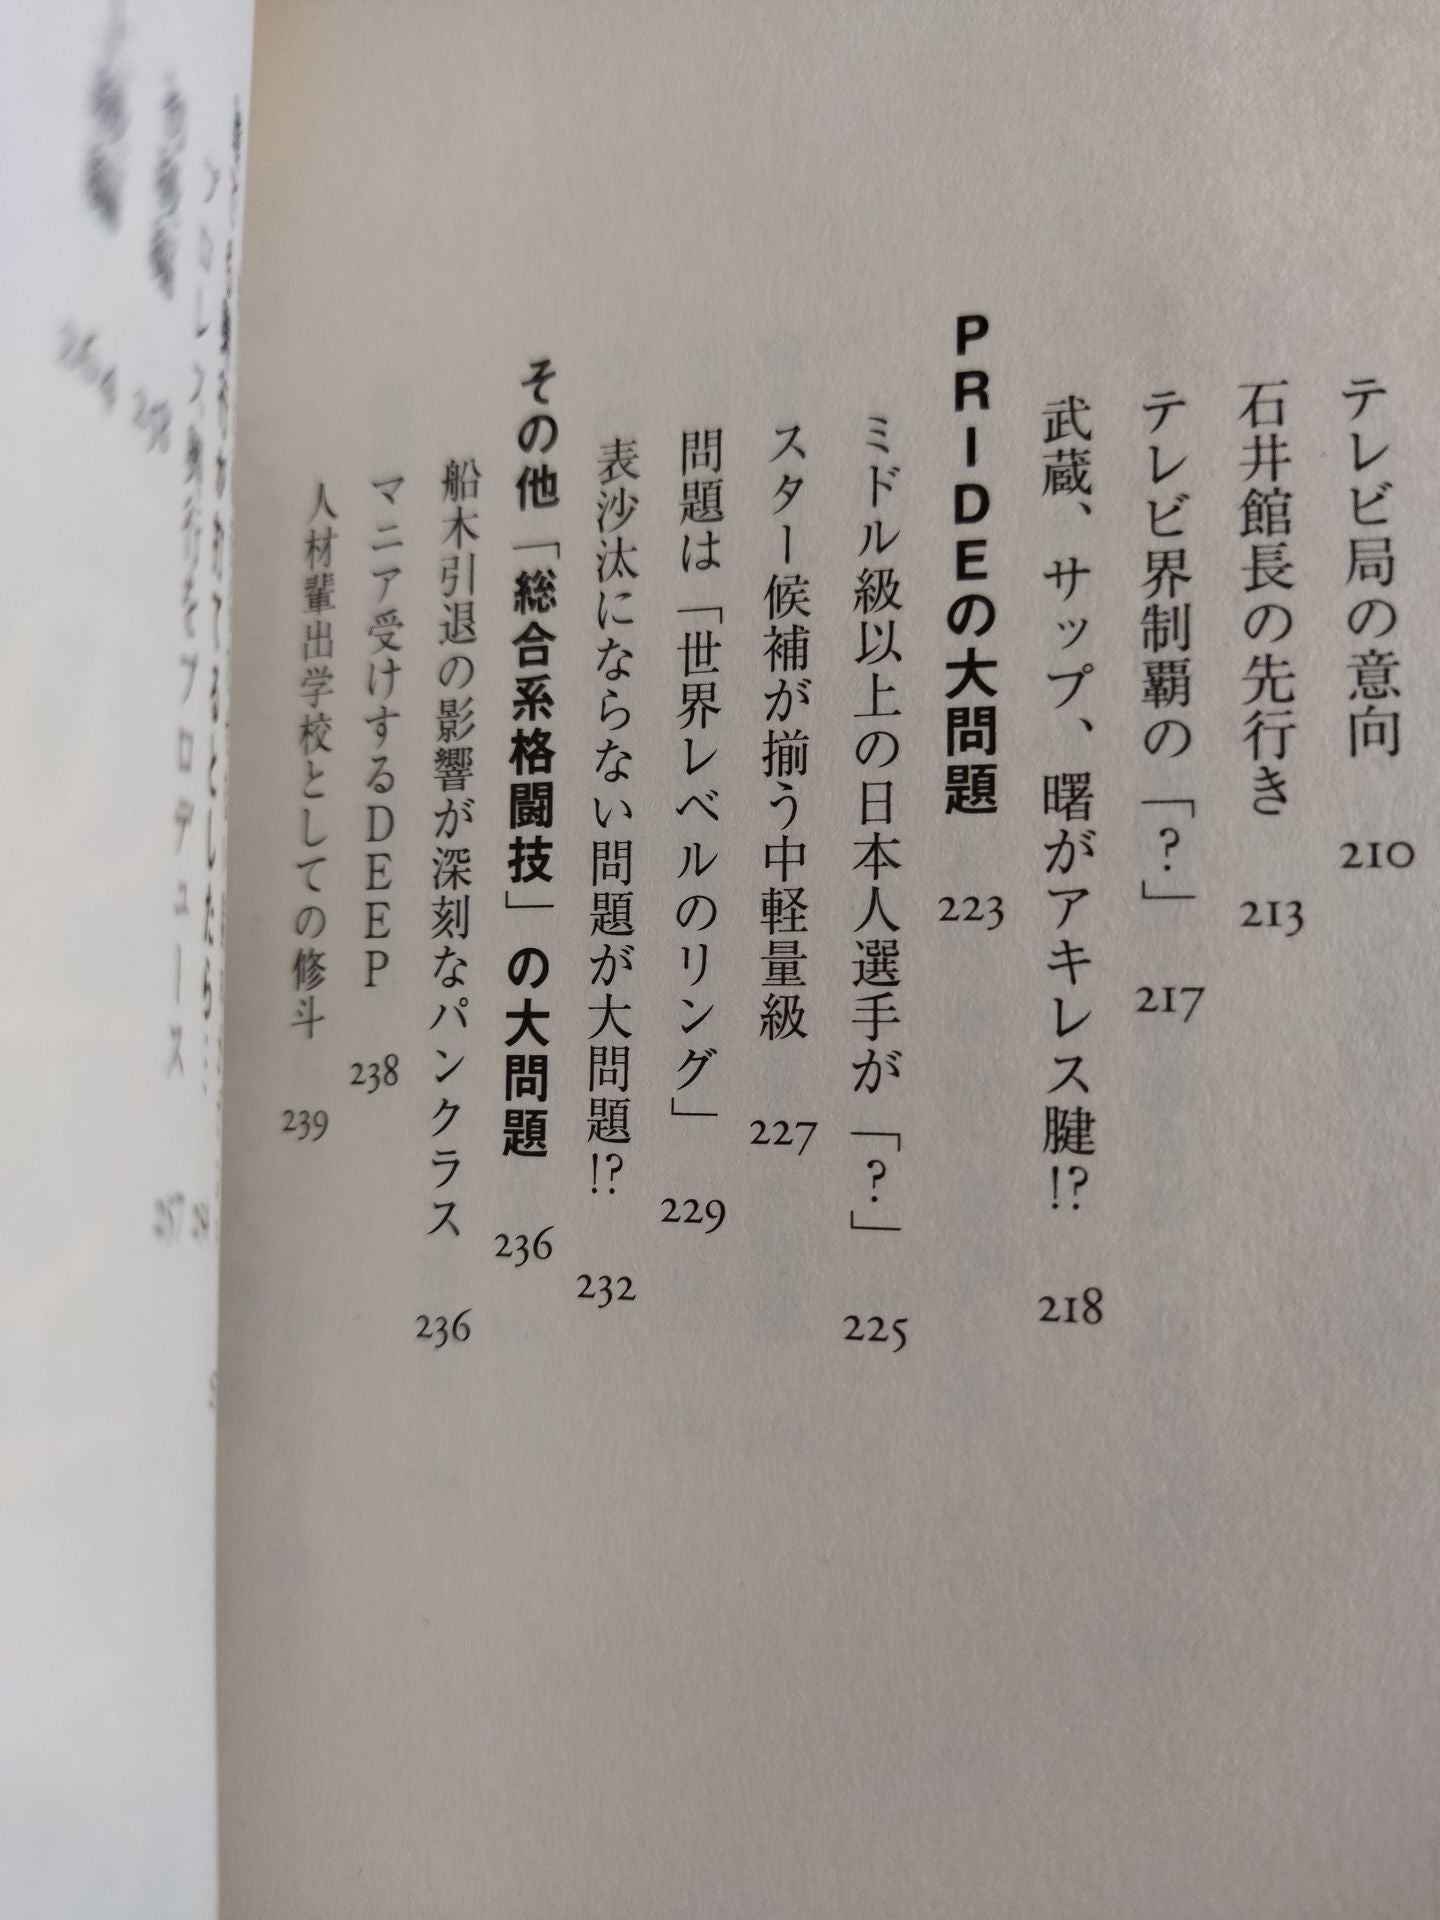 テレビ局の意向 210
石井館長の先行き 213
テレビ界制覇の「?」 217
武蔵、サップ、曙がアキレス腱!? 218
PRIDEの大問題 223
ミドル級以上の日本人選手が「?」 225
スター候補が揃う中軽量級 227
問題は「世界レベルのリング」 229
表沙汰にならない問題が大問題!? 232
その他「総合系格闘技」の大問題 236
船木引退の影響が深刻なパンクラス 236
マニア受けするDEEP 238
人材輩出学校としての修斗 239